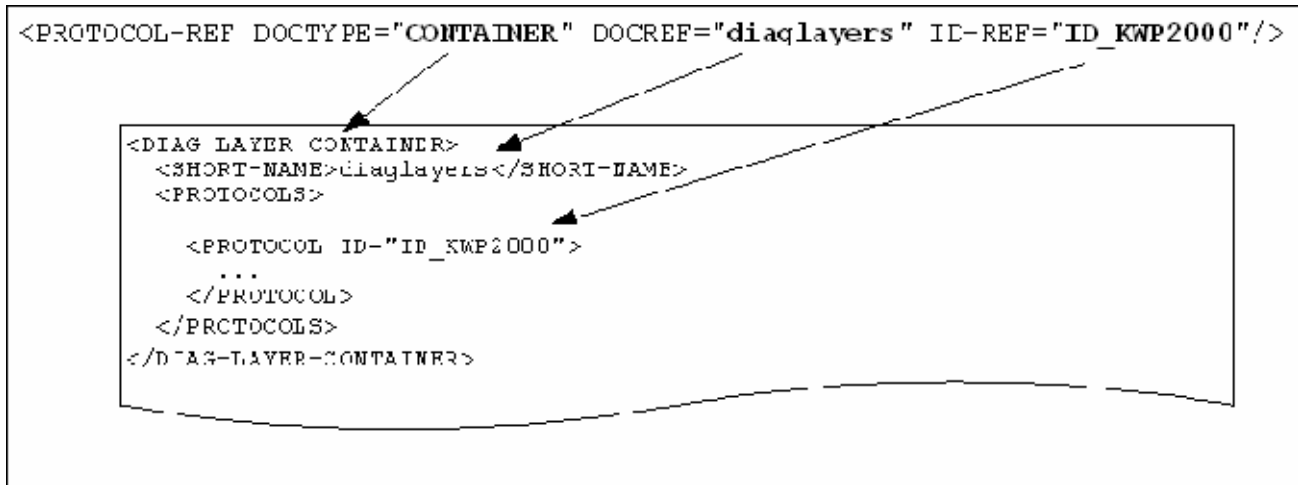 <PROTOCOL-REF DOCTYPE="CONTAINER" DOCREF="diaglayers" ID-REF="ID_KWP2000"/>
<DIAG LAYER CONTAINER>
<SHORT-NAME>diaglayers</SHORT-NAME>
<PROTOCOLS>
<PROTOCOL ID="ID_KWP2000">
...
</PROTOCOL>
</PROTOCOLS>
</DIAG-LAYER-CONTAINER>